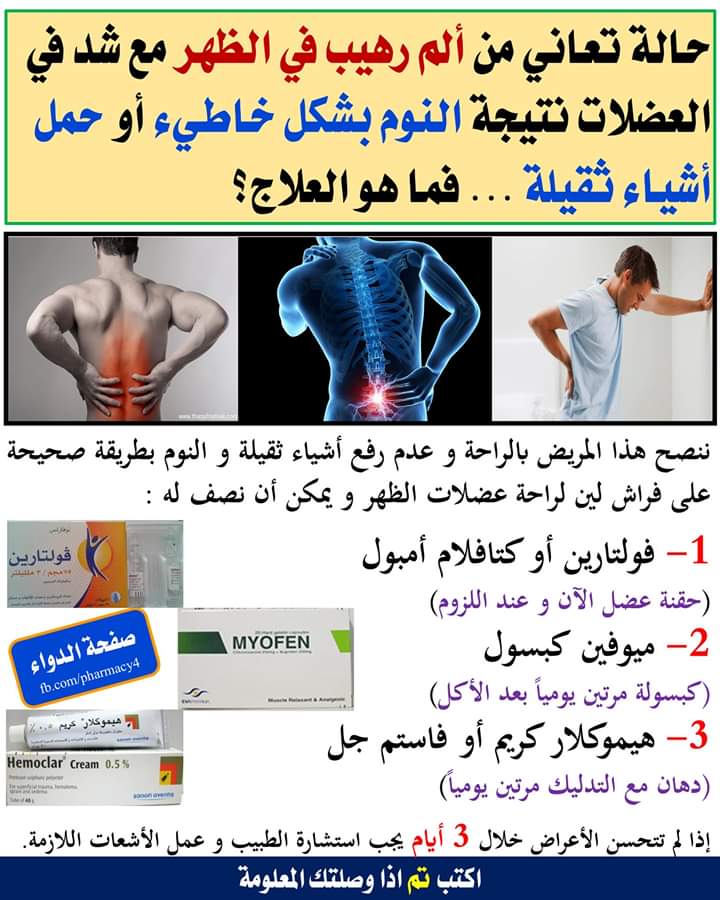 حالة تعاني من ألم رهيب في الظهر مع شد في
العضلات نتيجة النوم بشكل خاطيء أو حمل
أشياء ثقيلة ... فما هو العلاج؟
ننصح هذا المريض بالراحة و عدم رفع أشياء ثقيلة و النوم بطريقة صحيحة
على فراش لين لراحة عضلات الظهر و يمكن أن نصف له :
1- فولتارين أو كتافلام أمبول
(حقنة عضل الآن و عند اللزوم)
ڤولتارين
صفحة الدواء
fb.com/pharmacy4
2- ميوفين كبسول
(كبسولة مرتين يومياً بعد الأكل)
MYOFEN
Muscle Relaxant & Analgesic
3- هيموكلار كريم أو فاستم جل
(دهان مع التدليك مرتين يومياً)
هيموكلار كريم ٠,٥ ٪
Hemoclar Cream 0.5 %
sanofi aventis
إذا لم تتحسن الأعراض خلال 3 أيام يجب استشارة الطبيب و عمل الأشعات اللازمة.
اكتب تم اذا وصلتك المعلومة